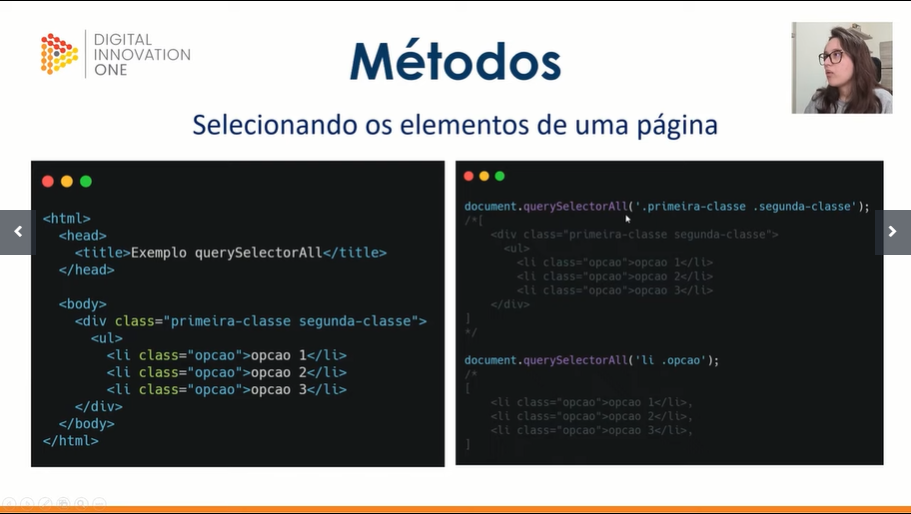 DIGITAL
INNOVATION
ONE
Métodos
Selecionando os elementos de uma página
<html>
<head>
<title>Exemplo querySelectorAll</title>
</head>
<body>
<div class="primeira-classe segunda-classe">
<ul>
<li class="opcao">opcao 1</li>
<li class="opcao">opcao 2</li>
<li class="opcao">opcao 3</li>
</div>
</body>
</html>
document.querySelectorAll('.primeira-classe .segunda-classe');
/*[
<div class="primeira-classe segunda-classe">
<ul>
<li class="opcao">opcao 1</li>
<li class="opcao">opcao 2</li>
<li class="opcao">opcao 3</li>
</div>
]
*/
document.querySelectorAll('li .opcao');
/*
[
<li class="opcao">opcao 1</li>,
<li class="opcao">opcao 2</li>,
<li class="opcao">opcao 3</li>,
]